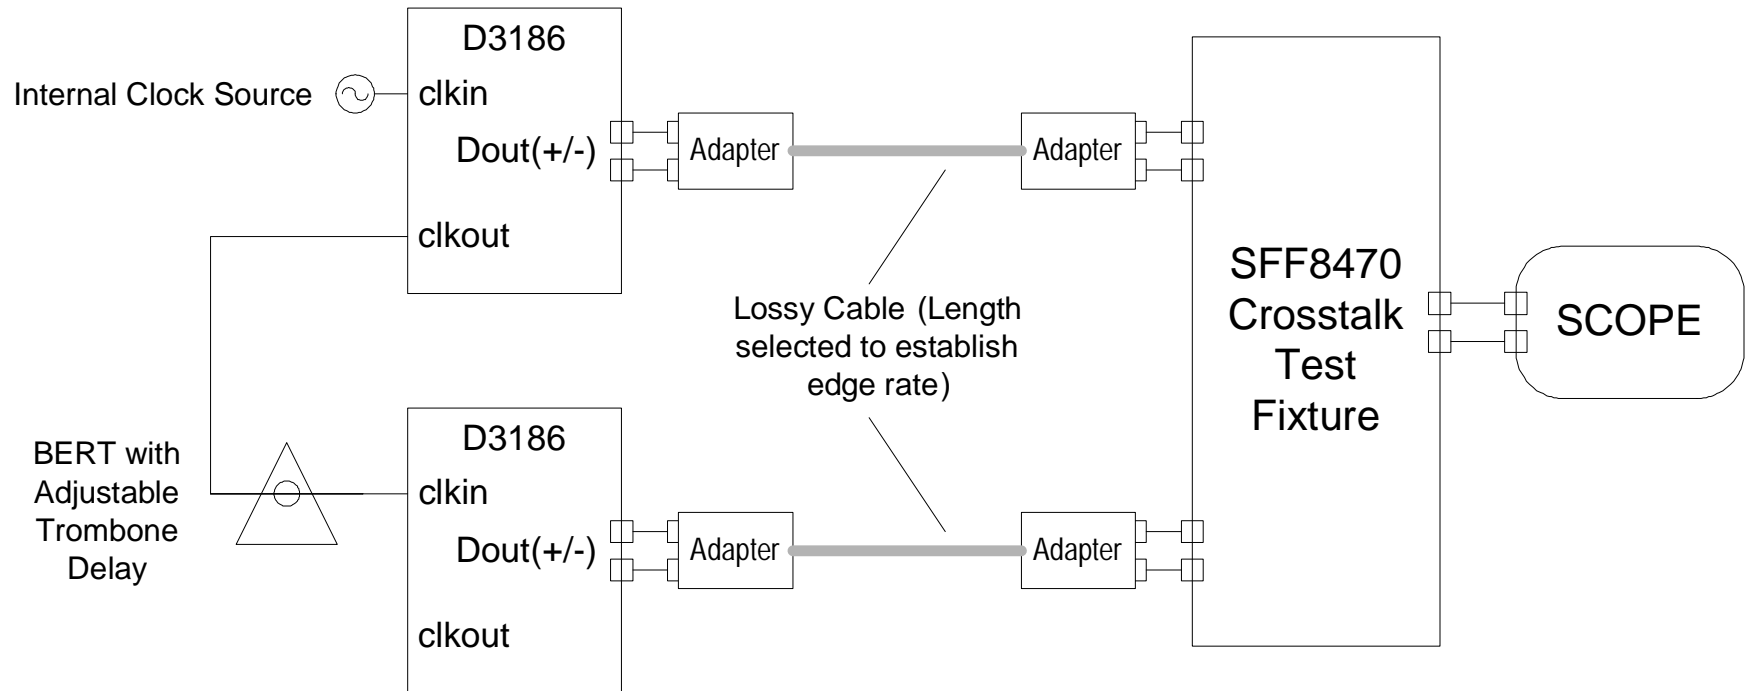 D3186
Internal Clock Source
clkin
Dout(+/-)
clkout
Adapter
Adapter
Lossy Cable (Length
selected to establish
edge rate)
SFF8470
Crosstalk
Test
Fixture
SCOPE
BERT with
Adjustable
Trombone
Delay
D3186
clkin
Dout(+/-)
clkout
Adapter
Adapter